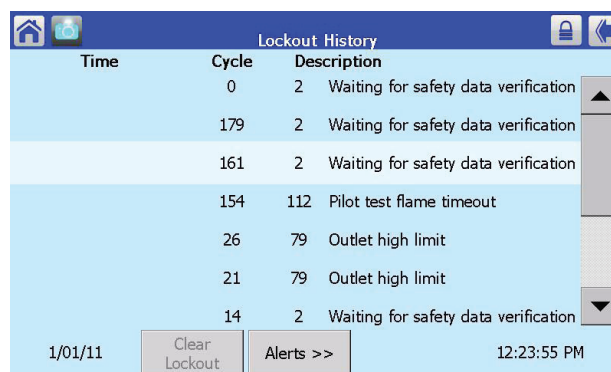 Lockout History
Time Cycle Description
0 2 Waiting for safety data verification
179 2 Waiting for safety data verification
161 2 Waiting for safety data verification
154 112 Pilot test flame timeout
26 79 Outlet high limit
21 79 Outlet high limit
14 2 Waiting for safety data verification
1/01/11 Clear Lockout Alerts >> 12:23:55 PM